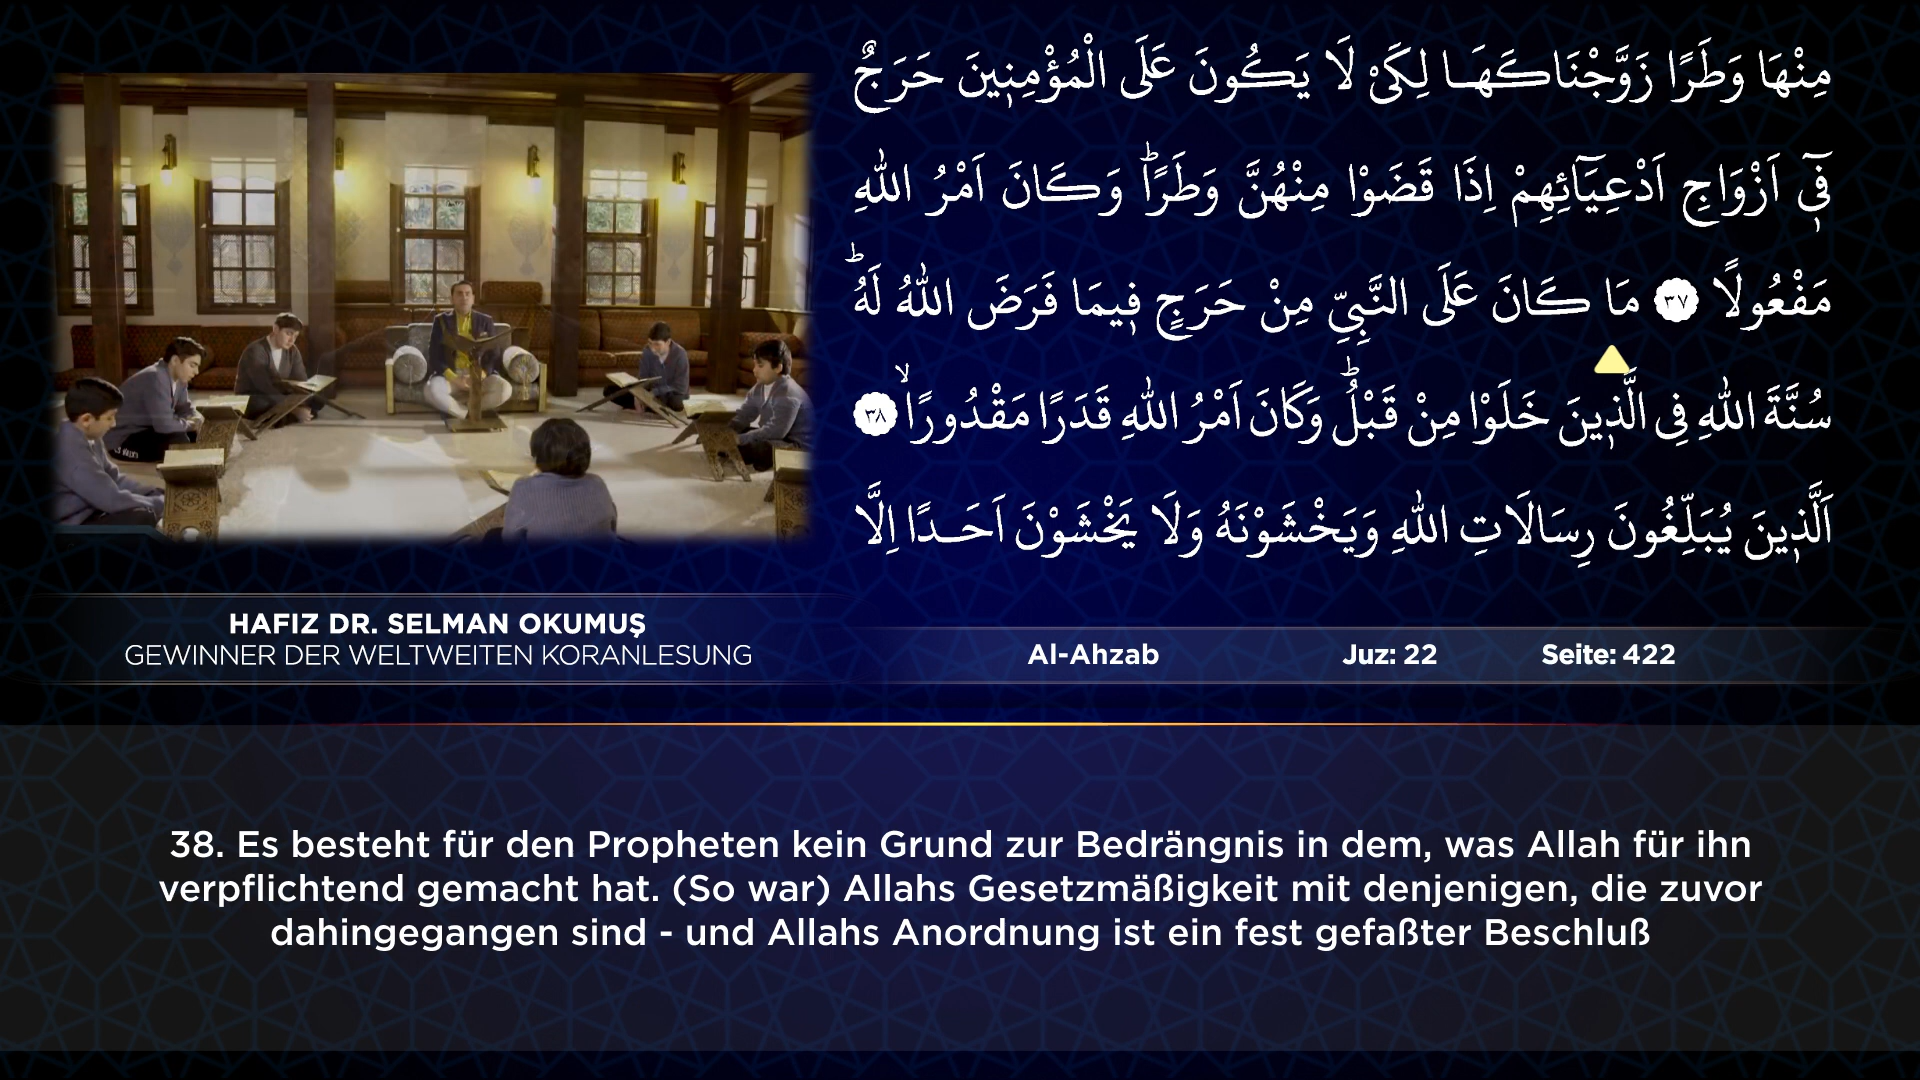 مِنْهَا وَطَرًا زَوَّجْنَاكَهَا لِكَيْ لَا يَكُونَ عَلَى الْمُؤْمِنِينَ حَرَجٌ
فِي اَزْوَاجِ اَدْعِيَائِهِمْ اِذَا قَضَوْا مِنْهُنَّ وَطَرًاۜ وَكَانَ اَمْرُ اللّٰهِ
مَفْعُولًا ﴿٣٧﴾ مَا كَانَ عَلَى النَّبِيِّ مِنْ حَرَجٍ فِيمَا فَرَضَ اللّٰهُ لَهُۜ
سُنَّةَ اللّٰهِ فِي الَّذِينَ خَلَوْا مِنْ قَبْلُۜ وَكَانَ اَمْرُ اللّٰهِ قَدَرًا مَقْدُورًاۙ ﴿٣٨﴾
اَلَّذِينَ يُبَلِّغُونَ رِسَالَاتِ اللّٰهِ وَيَخْشَوْنَهُ وَلَا يَخْشَوْنَ اَحَدًا اِلَّا
HAFIZ DR. SELMAN OKUMUŞ
GEWINNER DER WELTWEITEN KORANLESUNG
Al-Ahzab Juz: 22 Seite: 422
38. Es besteht für den Propheten kein Grund zur Bedrängnis in dem, was Allah für ihn
verpflichtend gemacht hat. (So war) Allahs Gesetzmäßigkeit mit denjenigen, die zuvor
dahingegangen sind - und Allahs Anordnung ist ein fest gefaßter Beschluß